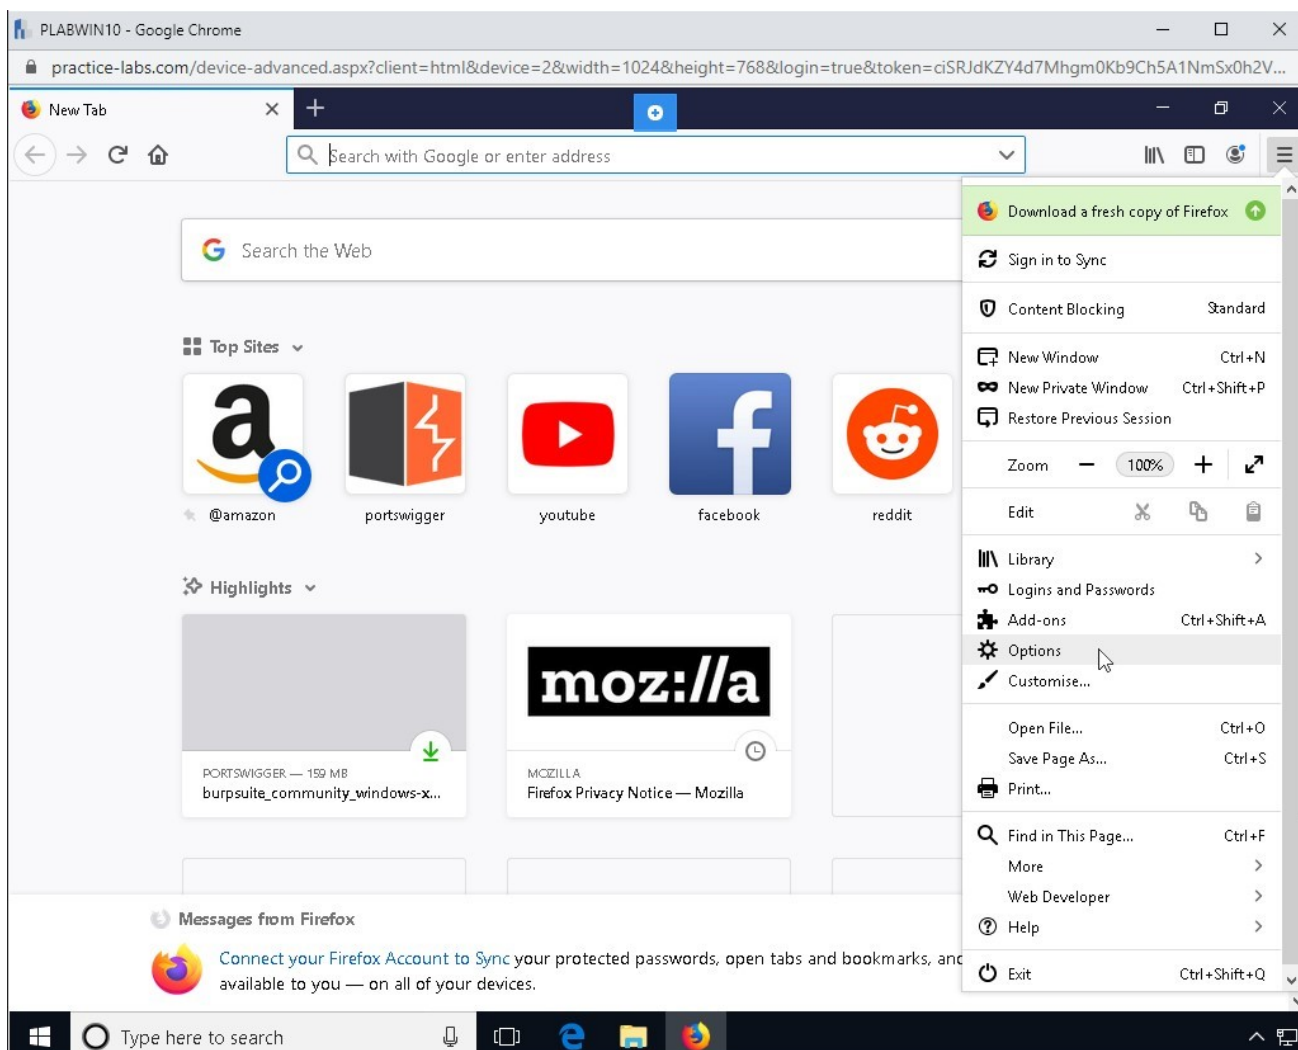 PLABWIN10 - Google Chrome
practice-labs.com/device-advanced.aspx?client=html&device=2&width=1024&height=768&login=true&token=ciSRJdKZY4d7Mhgm0Kb9Ch5A1NmSx0h2V...
New Tab
Search with Google or enter address
Search the Web
Top Sites
@amazon
portswigger
youtube
facebook
reddit
Highlights
PORTSWIGGER — 159 MB
burpsuite_community_windows-x...
moz://a
MOZILLA
Firefox Privacy Notice — Mozilla
Messages from Firefox
Connect your Firefox Account to Sync your protected passwords, open tabs and bookmarks, and
available to you — on all of your devices.
Download a fresh copy of Firefox
Sign in to Sync
Content Blocking Standard
New Window Ctrl+N
New Private Window Ctrl+Shift+P
Restore Previous Session
Zoom 100%
Edit
Library
Logins and Passwords
Add-ons Ctrl+Shift+A
Options
Customise...
Open File... Ctrl+O
Save Page As... Ctrl+S
Print...
Find in This Page... Ctrl+F
More
Web Developer
Help
Exit Ctrl+Shift+Q
Type here to search